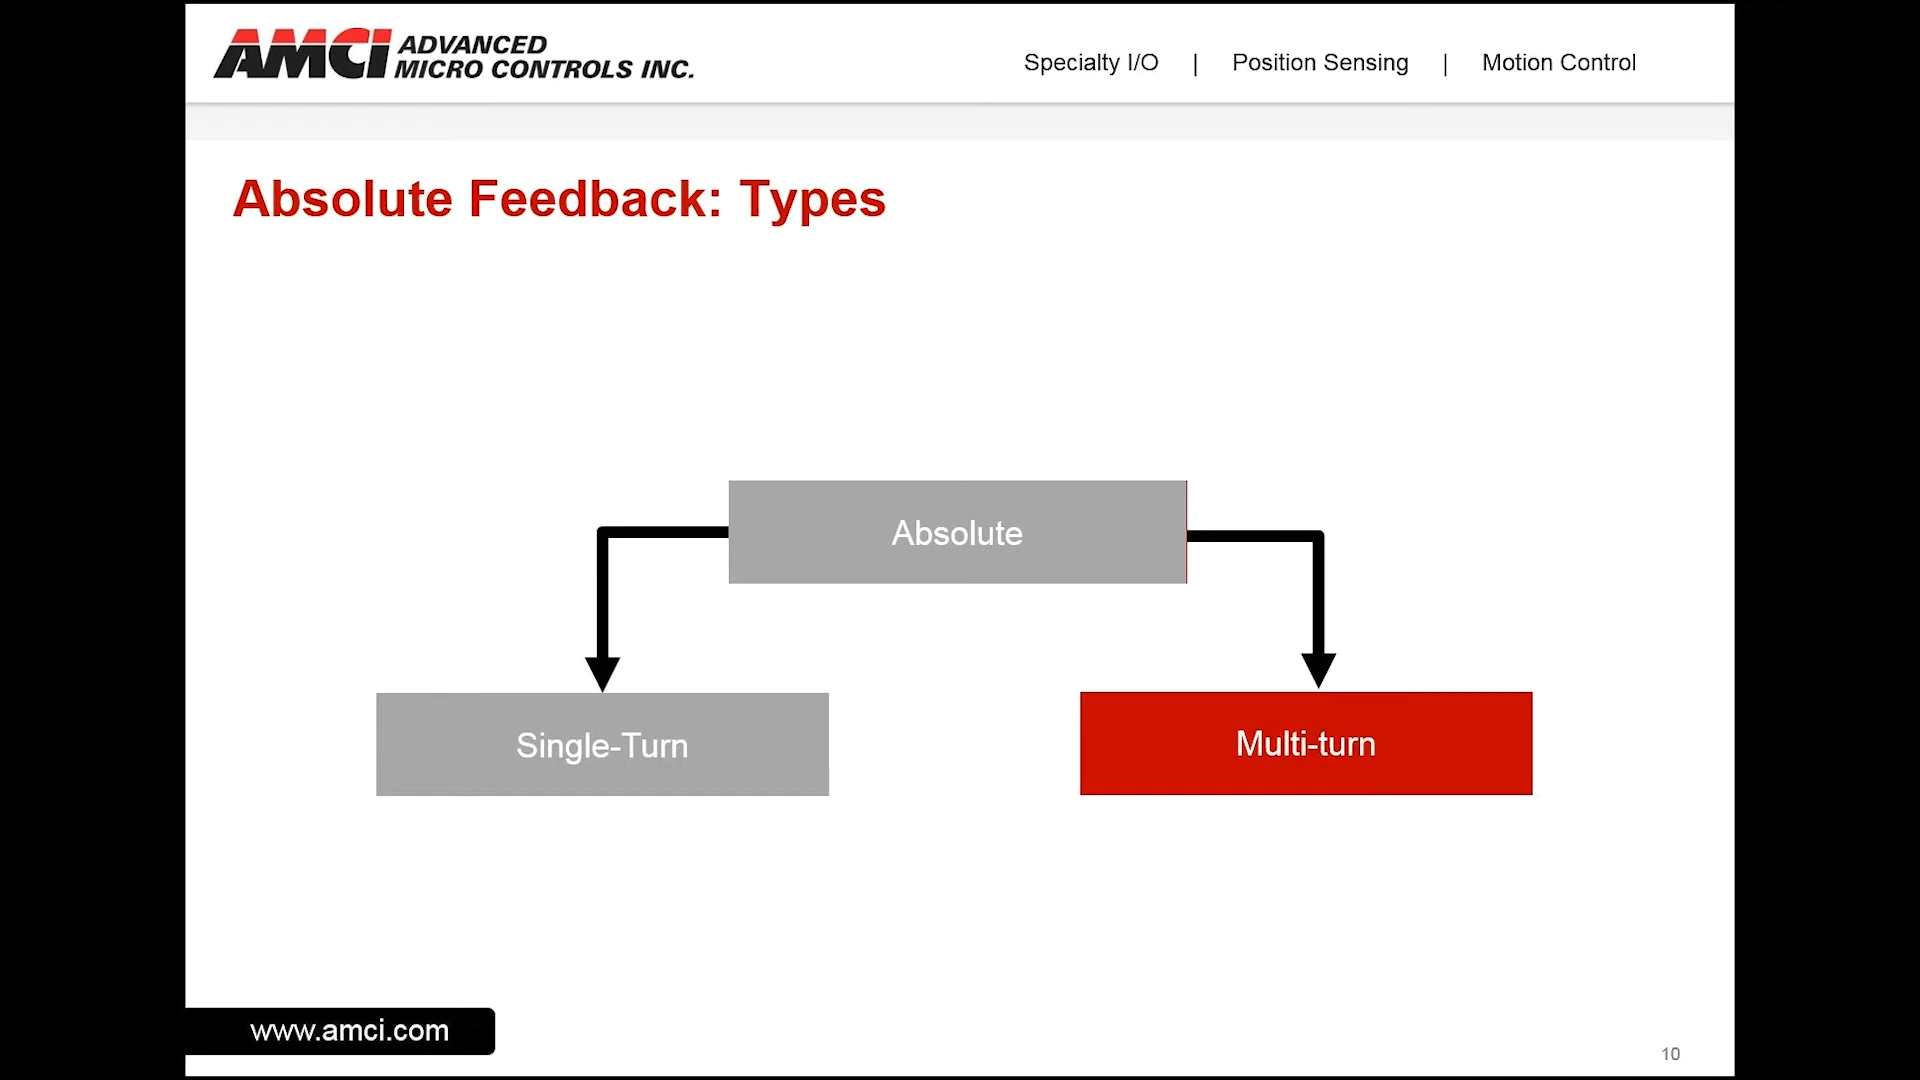 AMCI ADVANCED
MICRO CONTROLS INC.
Specialty I/O | Position Sensing | Motion Control
Absolute Feedback: Types
Absolute
Single-Turn
Multi-turn
www.amci.com
10